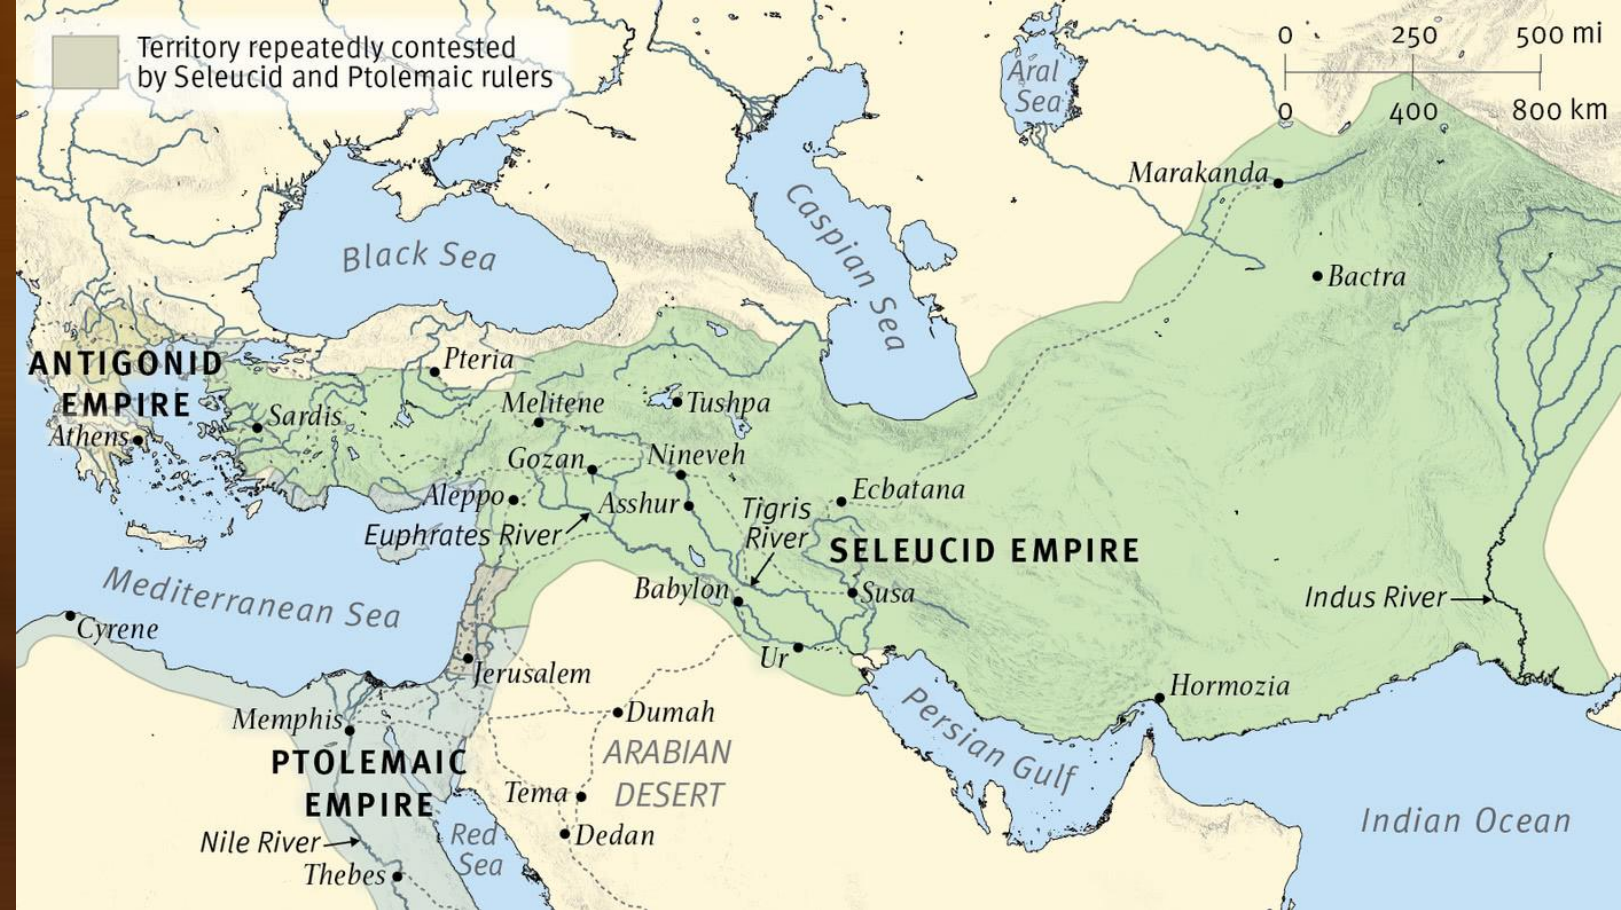 Territory repeatedly contested
by Seleucid and Ptolemaic rulers
0 250 500 mi
0 400 800 km
Aral
Sea
Marakanda
Caspian Sea
Black Sea
Bactra
ANTIGONID
EMPIRE
Pteria
Athens
Sardis
Melitene
Tushpa
Gozan
Nineveh
Aleppo
Asshur
Ecbatana
Euphrates River
Tigris
River
SELEUCID EMPIRE
Mediterranean Sea
Babylon
Susa
Indus River
Cyrene
Ur
Jerusalem
Hormozia
Memphis
Dumah
Persian Gulf
PTOLEMAIC
EMPIRE
ARABIAN
DESERT
Tema
Indian Ocean
Nile River
Red
Sea
Dedan
Thebes